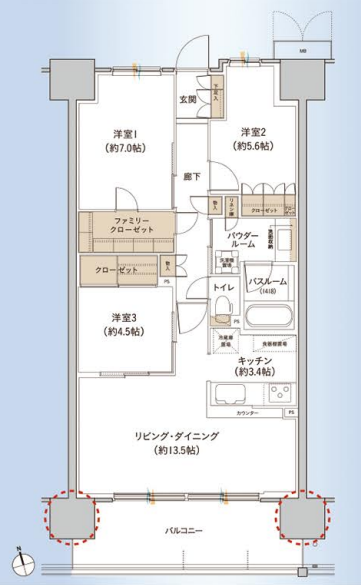 MB
玄関
下足入
洋室1
(約7.0帖)
洋室2
(約5.6帖)
廊下
物入
リネン庫
クローゼット
ファミリー
クローゼット
パウダー
ルーム
洗濯機
置場
クローゼット
物入
PS
トイレ
バスルーム
(1418)
洋室3
(約4.5帖)
PS
冷蔵庫
置場
食器棚置場
キッチン
(約3.4帖)
カウンター
PS
リビング・ダイニング
(約13.5帖)
バルコニー
N